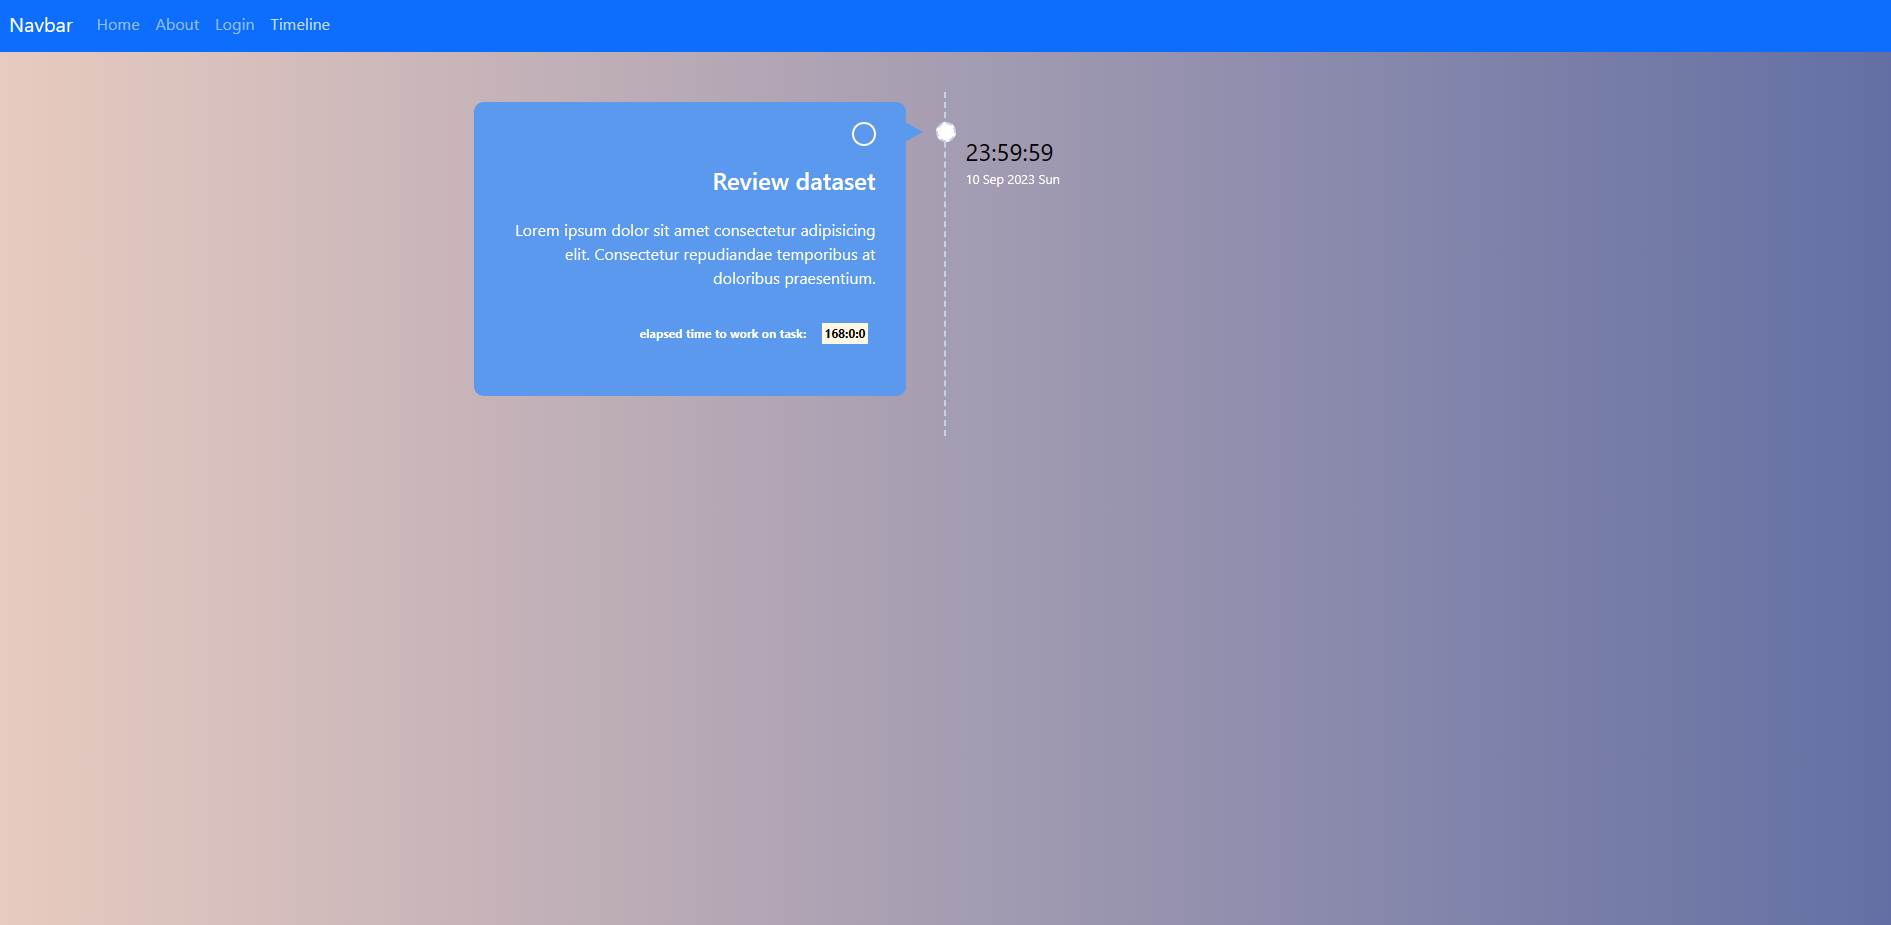 Navbar Home About Login Timeline
Review dataset
Lorem ipsum dolor sit amet consectetur adipisicing
elit. Consectetur repudiandae temporibus at
doloribus praesentium.
elapsed time to work on task: 168:0:0
23:59:59
10 Sep 2023 Sun